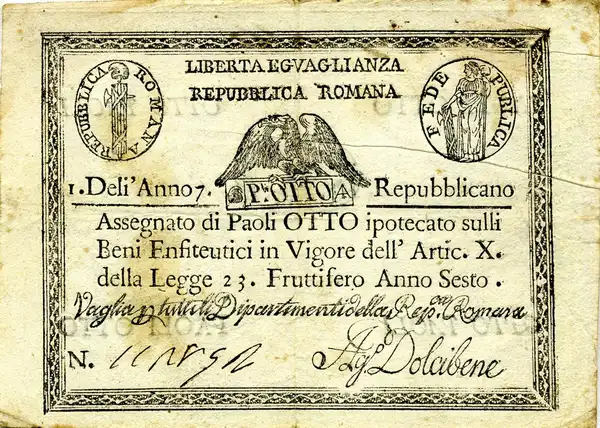 LIBERTA EGVAGLIANZA
REPUBBLICA ROMANA
REPUBBLICA ROMANA
FEDE PUBLICA
1. Dell'Anno 7. Pli. OTTO Repubblicano
Assegnato di Paoli OTTO ipotecato sulli
Beni Enfiteutici in Vigore dell' Artic. X.
della Legge 23. Fruttifero Anno Sesto.
Vaglia p tutti li Dipartimenti della Rep. Romana
N.
Dolcibene